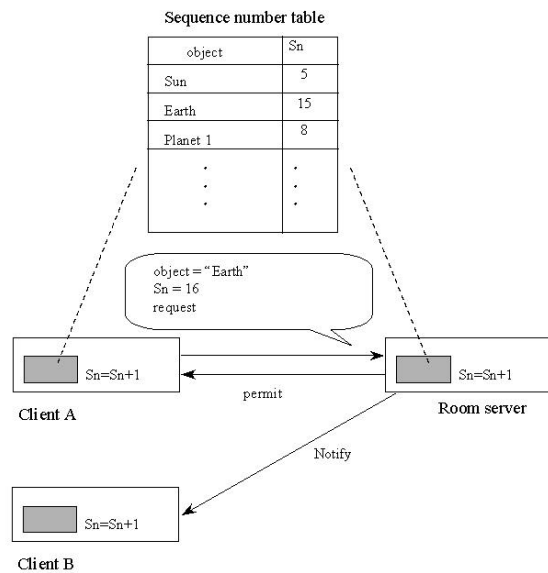 Sequence number table
object Sn
Sun 5
Earth 15
Planet 1 8
object = “Earth”
Sn = 16
request
Sn=Sn+1
Sn=Sn+1
permit
Client A
Room server
Notify
Sn=Sn+1
Client B